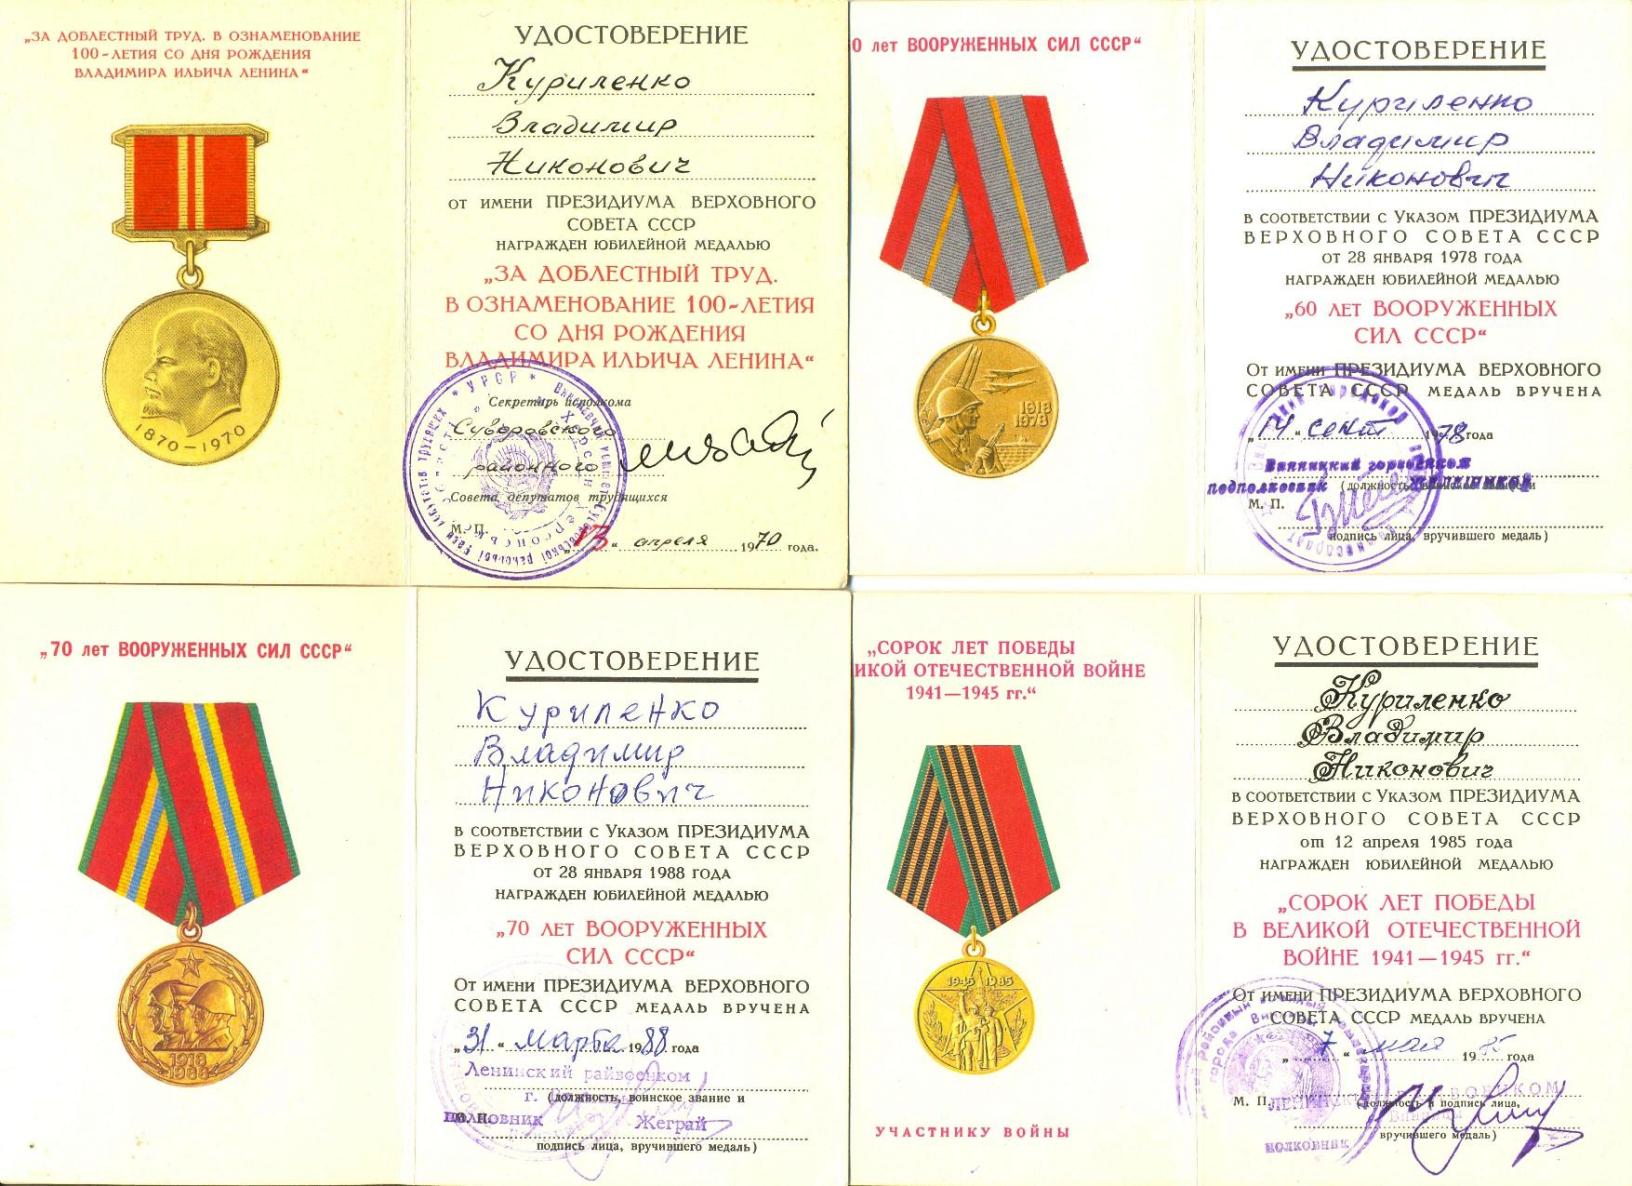 „ЗА ДОБЛЕСТНЫЙ ТРУД. В ОЗНАМЕНОВАНИЕ
100-ЛЕТИЯ СО ДНЯ РОЖДЕНИЯ
ВЛАДИМИРА ИЛЬИЧА ЛЕНИНА“
1870-1970
УДОСТОВЕРЕНИЕ
Куриленко
Владимир
Никонович
ОТ ИМЕНИ ПРЕЗИДИУМА ВЕРХОВНОГО
СОВЕТА СССР
НАГРАЖДЕН ЮБИЛЕЙНОЙ МЕДАЛЬЮ
„ЗА ДОБЛЕСТНЫЙ ТРУД.
В ОЗНАМЕНОВАНИЕ 100-ЛЕТИЯ
СО ДНЯ РОЖДЕНИЯ
ВЛАДИМИРА ИЛЬИЧА ЛЕНИНА“
* УРСР *
Секретарь исполкома
Суворовского
районного
Совета депутатов трудящихся
М. П.
„13“ апреля 1970 года.
60 лет ВООРУЖЕННЫХ СИЛ СССР“
1918
1978
УДОСТОВЕРЕНИЕ
Куриленко
Владимир
Никонович
В СООТВЕТСТВИИ С УКАЗОМ ПРЕЗИДИУМА
ВЕРХОВНОГО СОВЕТА СССР
ОТ 28 ЯНВАРЯ 1978 ГОДА
НАГРАЖДЕН ЮБИЛЕЙНОЙ МЕДАЛЬЮ
„60 ЛЕТ ВООРУЖЕННЫХ
СИЛ СССР“
ОТ ИМЕНИ ПРЕЗИДИУМА ВЕРХОВНОГО
СОВЕТА СССР МЕДАЛЬ ВРУЧЕНА
„14“ сент 1978 года
Винницкий горвоенком
подполковник (должность,
М. П.
подпись лица, вручившего медаль)
„70 лет ВООРУЖЕННЫХ СИЛ СССР“
1918
1988
УДОСТОВЕРЕНИЕ
Куриленко
Владимир
Никонович
В СООТВЕТСТВИИ С УКАЗОМ ПРЕЗИДИУМА
ВЕРХОВНОГО СОВЕТА СССР
ОТ 28 ЯНВАРЯ 1988 ГОДА
НАГРАЖДЕН ЮБИЛЕЙНОЙ МЕДАЛЬЮ
„70 ЛЕТ ВООРУЖЕННЫХ
СИЛ СССР“
ОТ ИМЕНИ ПРЕЗИДИУМА ВЕРХОВНОГО
СОВЕТА СССР МЕДАЛЬ ВРУЧЕНА
„31“ марта 1988 года
Ленинский райвоенком
г. (должность, воинское звание и
полковник Жеграй
подпись лица, вручившего медаль)
„СОРОК ЛЕТ ПОБЕДЫ
ИКОЙ ОТЕЧЕСТВЕННОЙ ВОЙНЕ
1941—1945 гг.“
1945 1985
УЧАСТНИКУ ВОЙНЫ
УДОСТОВЕРЕНИЕ
Куриленко
Владимир
Никонович
В СООТВЕТСТВИИ С УКАЗОМ ПРЕЗИДИУМА
ВЕРХОВНОГО СОВЕТА СССР
от 12 апреля 1985 года
НАГРАЖДЕН ЮБИЛЕЙНОЙ МЕДАЛЬЮ
„СОРОК ЛЕТ ПОБЕДЫ
В ВЕЛИКОЙ ОТЕЧЕСТВЕННОЙ
ВОЙНЕ 1941—1945 гг.“
ОТ ИМЕНИ ПРЕЗИДИУМА ВЕРХОВНОГО
СОВЕТА СССР МЕДАЛЬ ВРУЧЕНА
„7“ мая 1985 года
М. П.
(должность и подпись лица,
вручившего медаль)
полковник